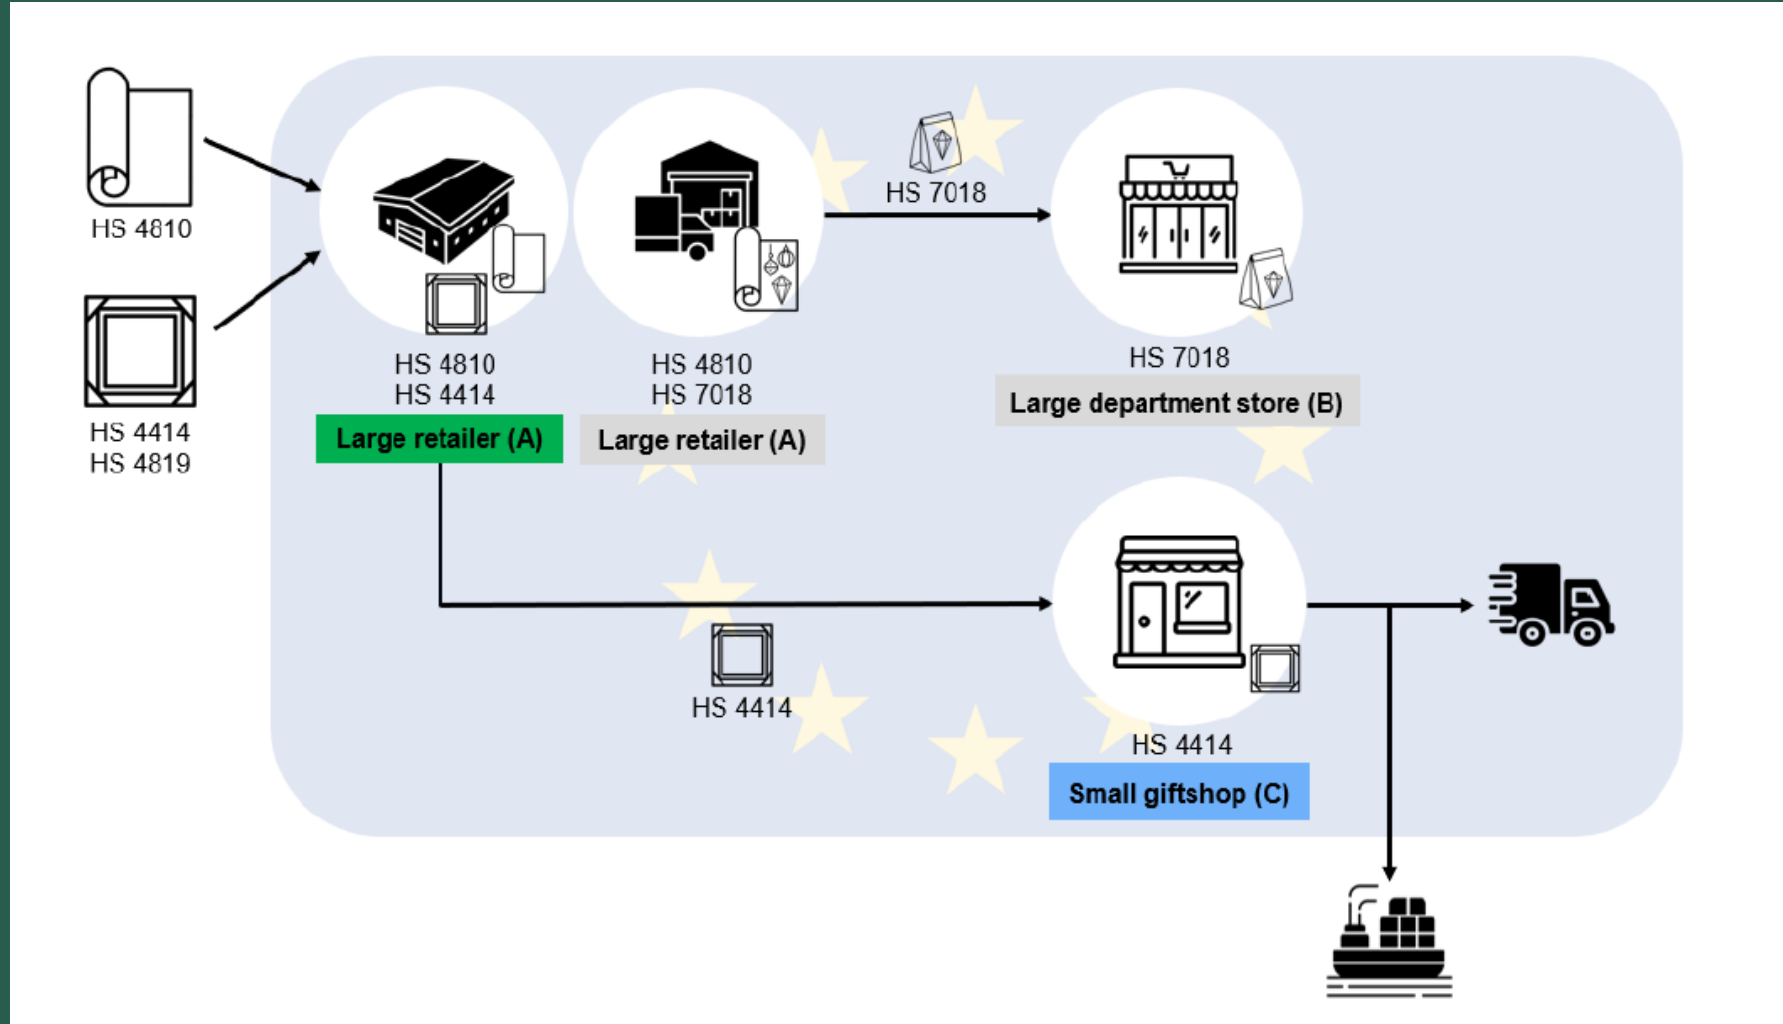 HS 4810
HS 4414
HS 4819
HS 4810
HS 4414
Large retailer (A)
HS 4810
HS 7018
Large retailer (A)
HS 7018
HS 7018
Large department store (B)
HS 4414
HS 4414
Small giftshop (C)